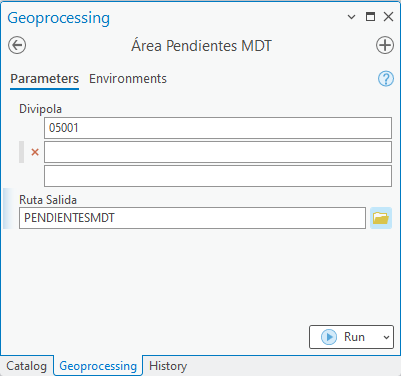 Geoprocessing
Área Pendientes MDT
Parameters Environments
Divipola
05001
Ruta Salida
PENDIENTESMDT
Run
Catalog Geoprocessing History